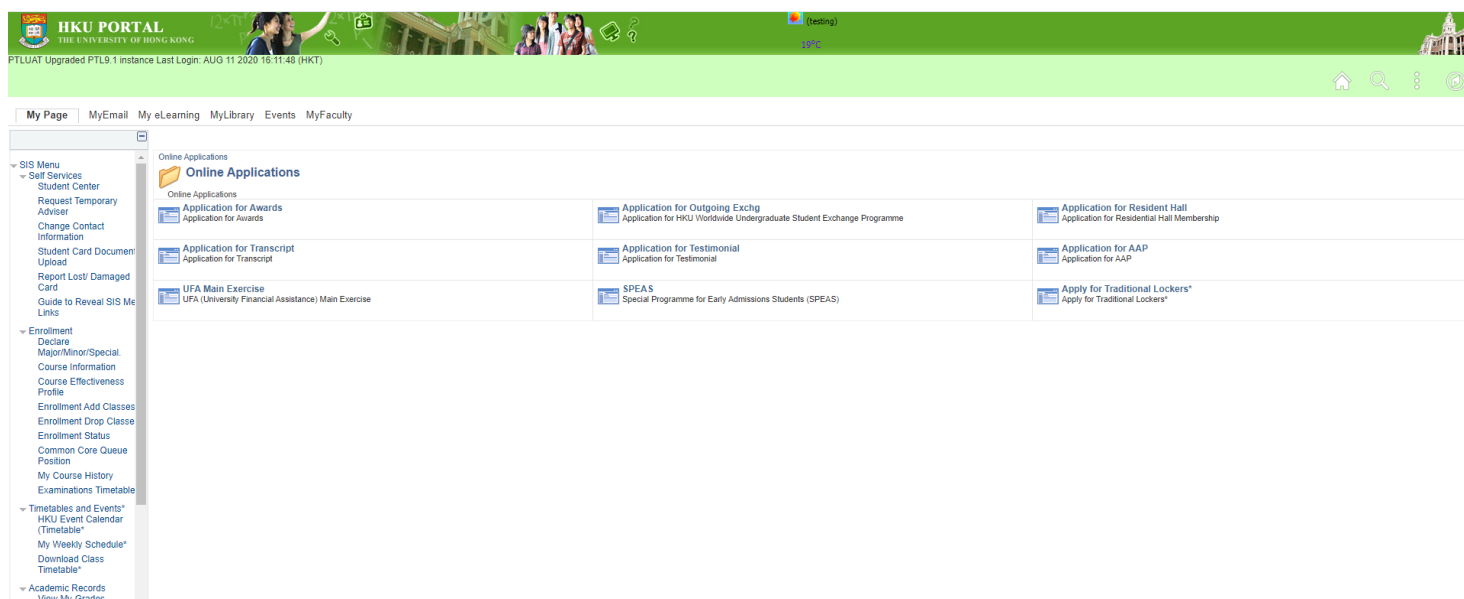 HKU PORTAL
THE UNIVERSITY OF HONG KONG
(testing)
19°C
PTLUAT Upgraded PTL9.1 instance Last Login: AUG 11 2020 16:11:48 (HKT)
My Page MyEmail My eLearning MyLibrary Events MyFaculty
SIS Menu
Self Services
Student Center
Request Temporary
Adviser
Change Contact
Information
Student Card Document
Upload
Report Lost/ Damaged
Card
Guide to Reveal SIS Me
Links
Enrollment
Declare
Major/Minor/Special.
Course Information
Course Effectiveness
Profile
Enrollment Add Classes
Enrollment Drop Classe
Enrollment Status
Common Core Queue
Position
My Course History
Examinations Timetable
Timetables and Events*
HKU Event Calendar
(Timetable*
My Weekly Schedule*
Download Class
Timetable*
Academic Records
View My Grades
Online Applications
Online Applications
Online Applications
Application for Awards
Application for Awards
Application for Outgoing Exchg
Application for HKU Worldwide Undergraduate Student Exchange Programme
Application for Resident Hall
Application for Residential Hall Membership
Application for Transcript
Application for Transcript
Application for Testimonial
Application for Testimonial
Application for AAP
Application for AAP
UFA Main Exercise
UFA (University Financial Assistance) Main Exercise
SPEAS
Special Programme for Early Admissions Students (SPEAS)
Apply for Traditional Lockers*
Apply for Traditional Lockers*